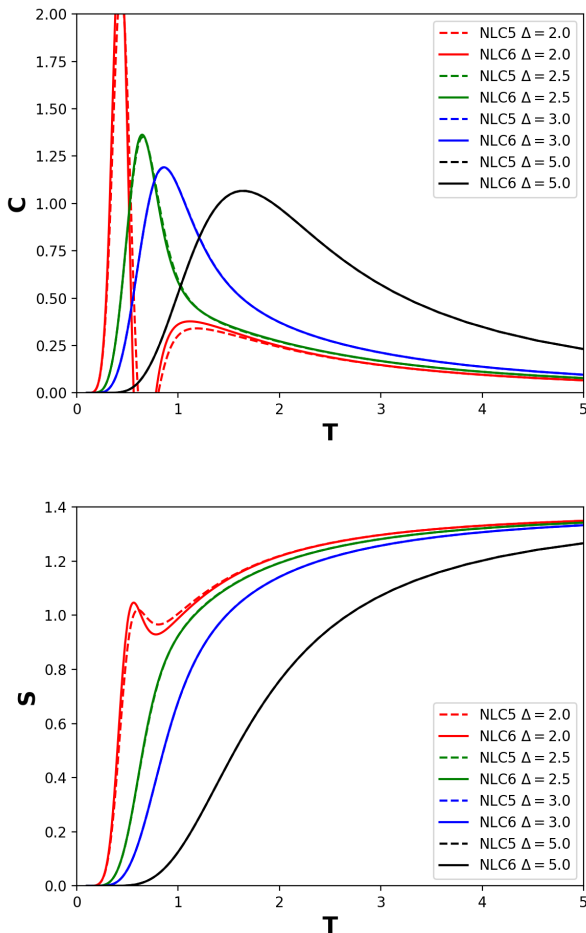 2.00
1.75
1.50
1.25
1.00
0.75
0.50
0.25
0.00
C
NLC5 Δ = 2.0
NLC6 Δ = 2.0
NLC5 Δ = 2.5
NLC6 Δ = 2.5
NLC5 Δ = 3.0
NLC6 Δ = 3.0
NLC5 Δ = 5.0
NLC6 Δ = 5.0
0 1 2 3 4 5
T
1.4
1.2
1.0
0.8
0.6
0.4
0.2
0.0
S
NLC5 Δ = 2.0
NLC6 Δ = 2.0
NLC5 Δ = 2.5
NLC6 Δ = 2.5
NLC5 Δ = 3.0
NLC6 Δ = 3.0
NLC5 Δ = 5.0
NLC6 Δ = 5.0
0 1 2 3 4 5
T